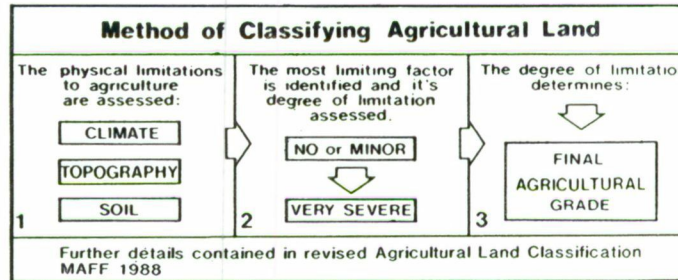 Method of Classifying Agricultural Land
The physical limitations
to agriculture
are assessed:
CLIMATE
TOPOGRAPHY
SOIL
1
The most limiting factor
is identified and it's
degree of limitation
assessed.
NO or MINOR
VERY SEVERE
2
The degree of limitatio
determines:
FINAL
AGRICULTURAL
GRADE
3
Further détails contained in revised Agricultural Land Classification
MAFF 1988